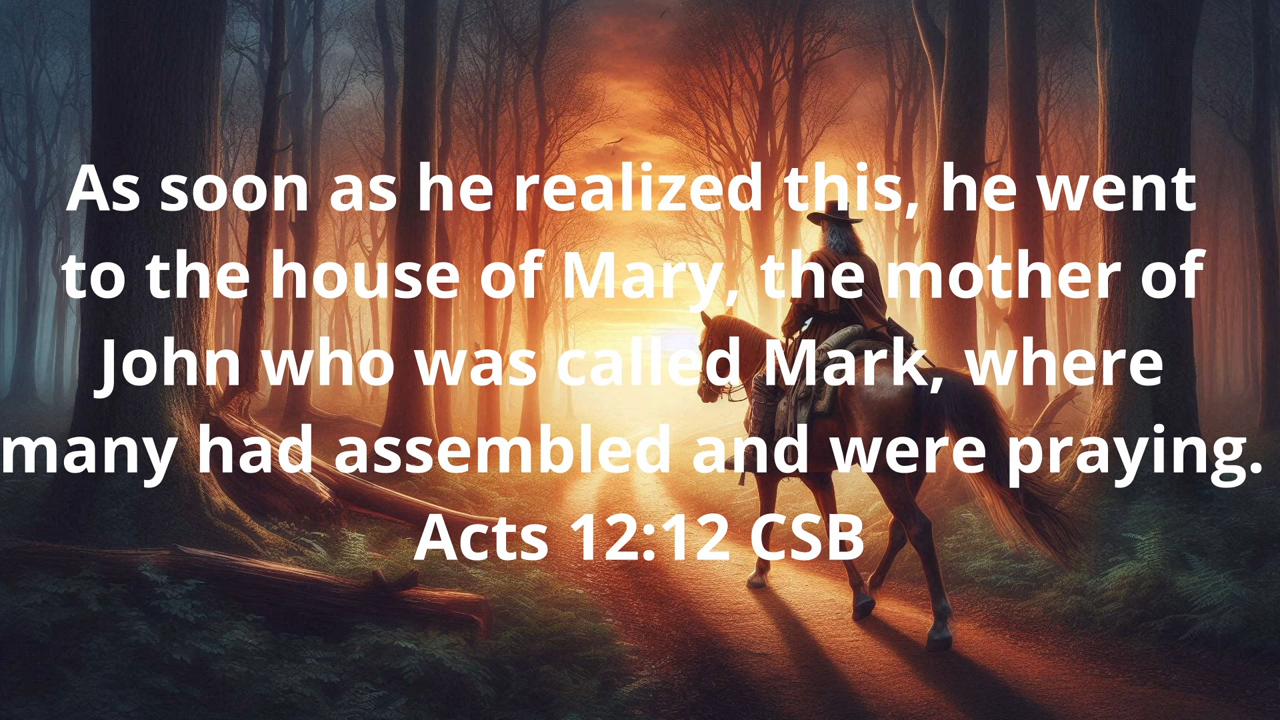 As soon as he realized this, he went
to the house of Mary, the mother of
John who was called Mark, where
many had assembled and were praying.
Acts 12:12 CSB